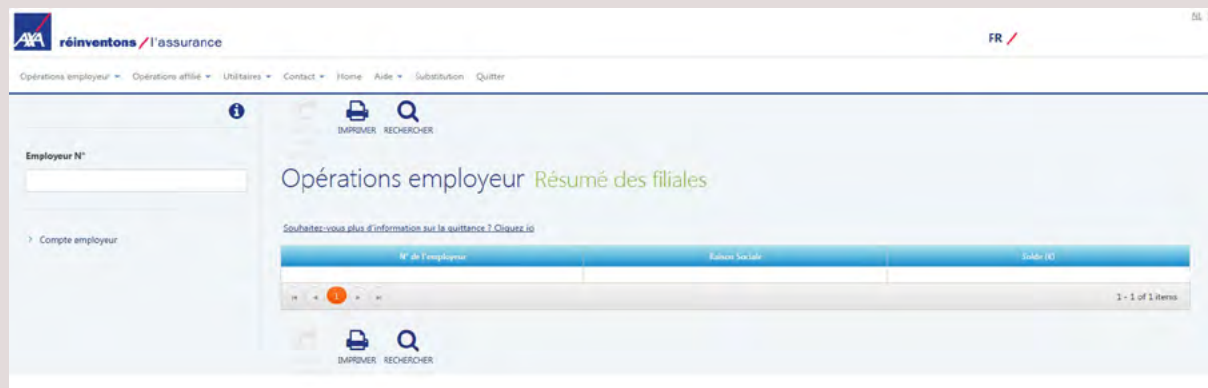 NL
AXA réinventons / l'assurance
FR /
Opérations employeur Opérations affilié Utilitaires Contact Home Aide Substitution Quitter
IMPRIMER RECHERCHER
Employeur N°
Opérations employeur Résumé des filiales
Souhaitez-vous plus d'information sur la quittance ? Cliquez ici
> Compte employeur
N° de l'employeur Raison Sociale Solde (€)
1
1 - 1 of 1 items
IMPRIMER RECHERCHER